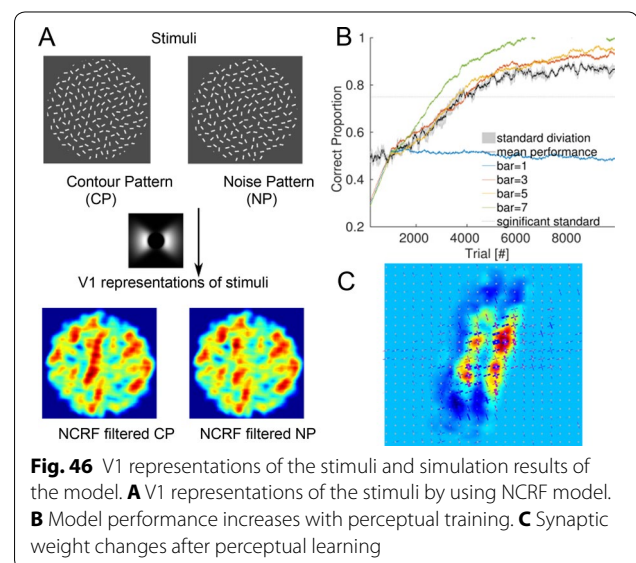 A
Stimuli
Contour Pattern
(CP)
Noise Pattern
(NP)
V1 representations of stimuli
NCRF filtered CP
NCRF filtered NP
B
Correct Proportion
1
0.8
0.6
0.4
0.2
standard diviation
mean performance
bar=1
bar=3
bar=5
bar=7
sginificant standard
2000 4000 6000 8000
Trial [#]
C
Fig. 46 V1 representations of the stimuli and simulation results of
the model. A V1 representations of the stimuli by using NCRF model.
B Model performance increases with perceptual training. C Synaptic
weight changes after perceptual learning